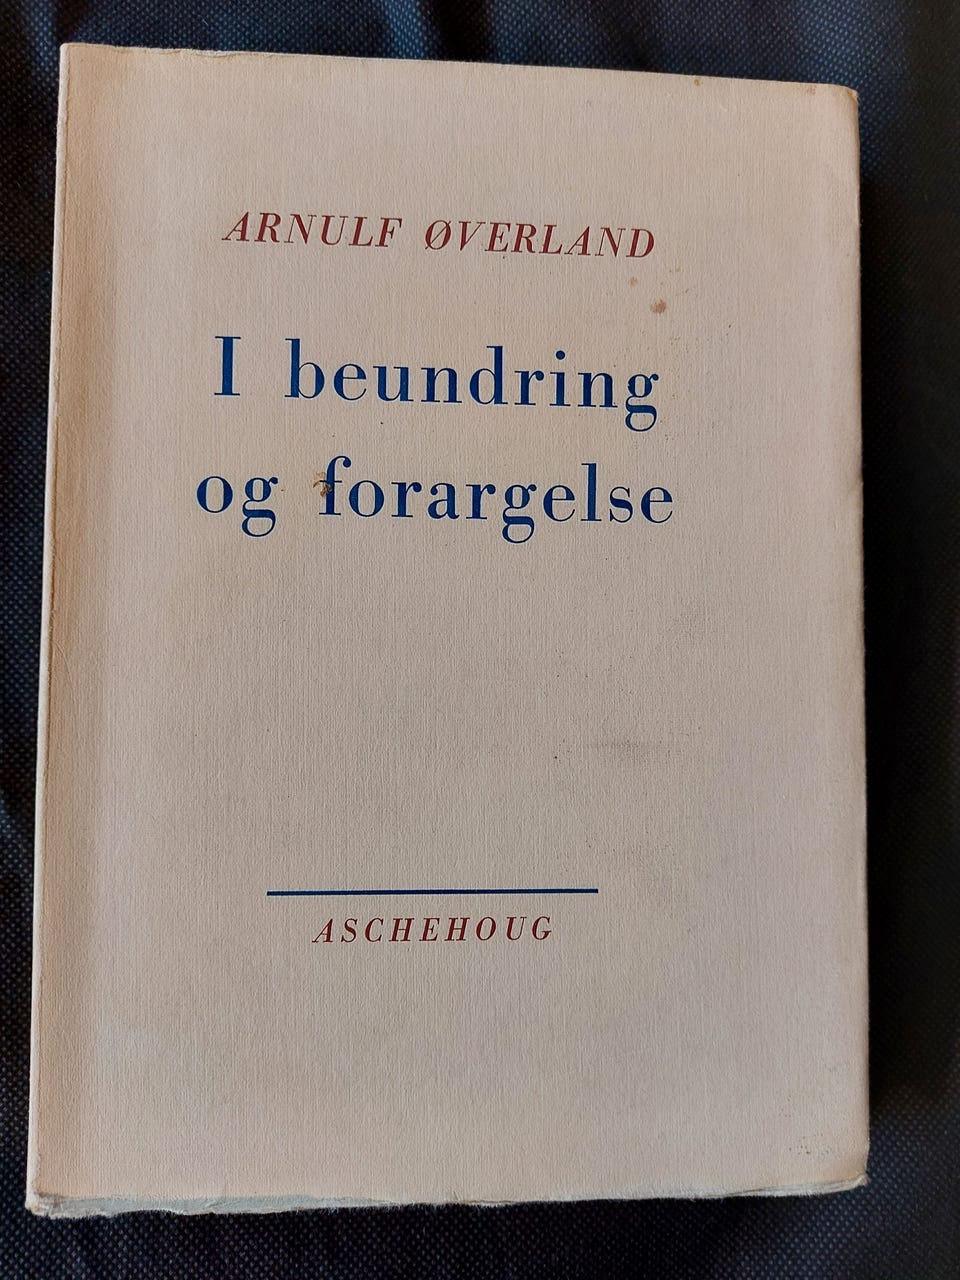 ARNULF ØVERLAND
I beundring
og forargelse
ASCHEHOUG